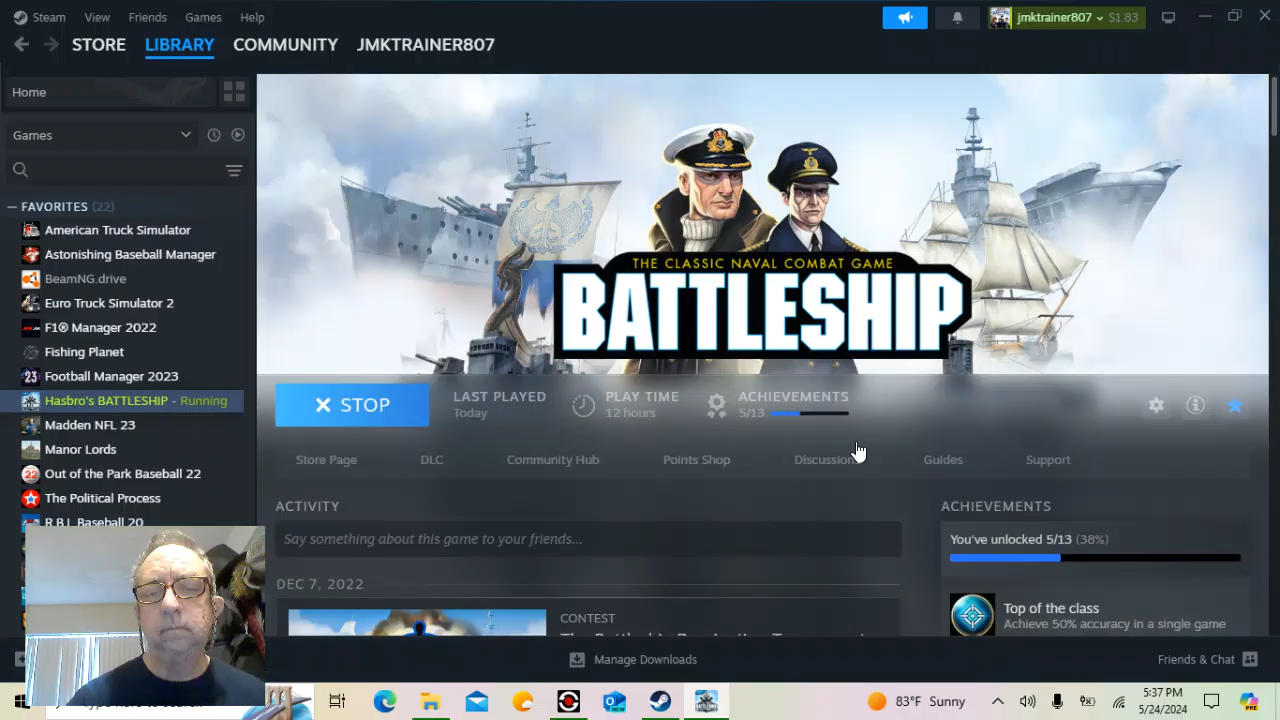 Steam View Friends Games Help
jmktrainer807 $1.83
STORE LIBRARY COMMUNITY JMKTRAINER807
Home
Games
THE CLASSIC NAVAL COMBAT GAME
BATTLESHIP
FAVORITES (22)
American Truck Simulator
Astonishing Baseball Manager
BeamNG.drive
Euro Truck Simulator 2
F1® Manager 2022
Fishing Planet
Football Manager 2023
Hasbro's BATTLESHIP - Running
Madden NFL 23
Manor Lords
Out of the Park Baseball 22
The Political Process
R.B.I. Baseball 20
STOP
LAST PLAYED
Today
PLAY TIME
12 hours
ACHIEVEMENTS
5/13
Store Page DLC Community Hub Points Shop Discussions Guides Support
ACTIVITY
Say something about this game to your friends...
DEC 7, 2022
CONTEST
ACHIEVEMENTS
You've unlocked 5/13 (38%)
Top of the class
Achieve 50% accuracy in a single game
Manage Downloads
Friends & Chat
83°F Sunny
5:37 PM
5/24/2024